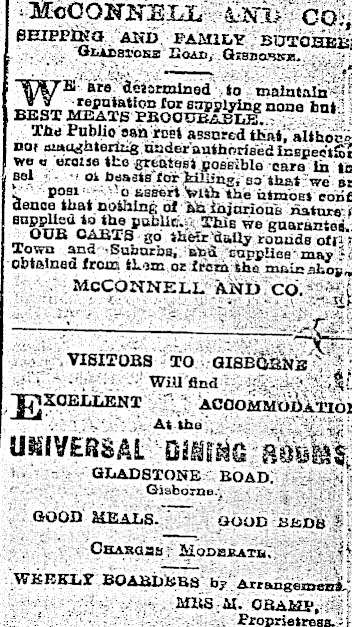 McCONNELL AND CO.,
SHIPPING AND FAMILY BUTCHER
GLADSTONE ROAD, GISBORNE.
WE are determined to maintain
reputation for supplying none but
BEST MEATS PROCURABLE.
The Public can rest assured that, althoug
not slaughtering under authorised inspectio
we e ercise the greatest possible care in
sel of beasts for killing, so that we
posi o assert with the utmost conf
dence that nothing of an injurious nature
supplied to the public. This we guarantee.
OUR CARTS go their daily rounds of
Town and Suburbs, and supplies may
obtained from them or from the main shop.
McCONNELL AND CO.
VISITORS TO GISBORNE
Will find
EXCELLENT ACCOMMODATION
At the
UNIVERSAL DINING ROOMS
GLADSTONE ROAD.
Gisborne.
GOOD MEALS. GOOD BEDS
CHARGES MODERATE.
WEEKLY BOARDERS by Arrangement.
MRS M. CRAMP,
Proprietress.